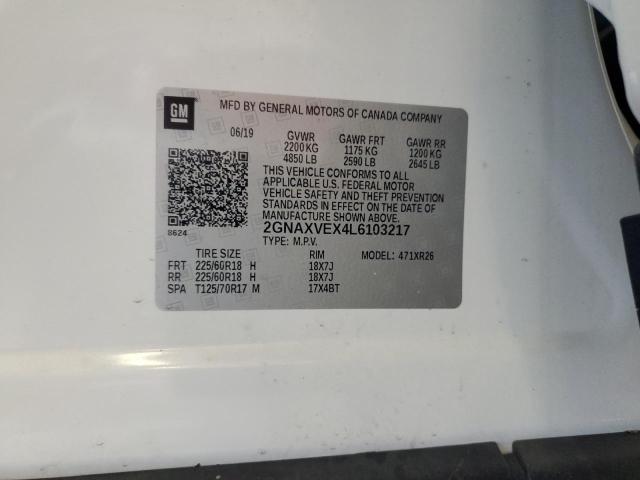 GM
MFD BY GENERAL MOTORS OF CANADA COMPANY
06/19 GVWR GAWR FRT GAWR RR
2200 KG 1175 KG 1200 KG
4850 LB 2590 LB 2645 LB
THIS VEHICLE CONFORMS TO ALL
APPLICABLE U.S. FEDERAL MOTOR
VEHICLE SAFETY AND THEFT PREVENTION
STANDARDS IN EFFECT ON THE DATE OF
MANUFACTURE SHOWN ABOVE.
8624 2GNAXVEX4L6103217
TYPE: M.P.V.
TIRE SIZE RIM MODEL: 471XR26
FRT 225/60R18 H 18X7J
RR 225/60R18 H 18X7J
SPA T125/70R17 M 17X4BT